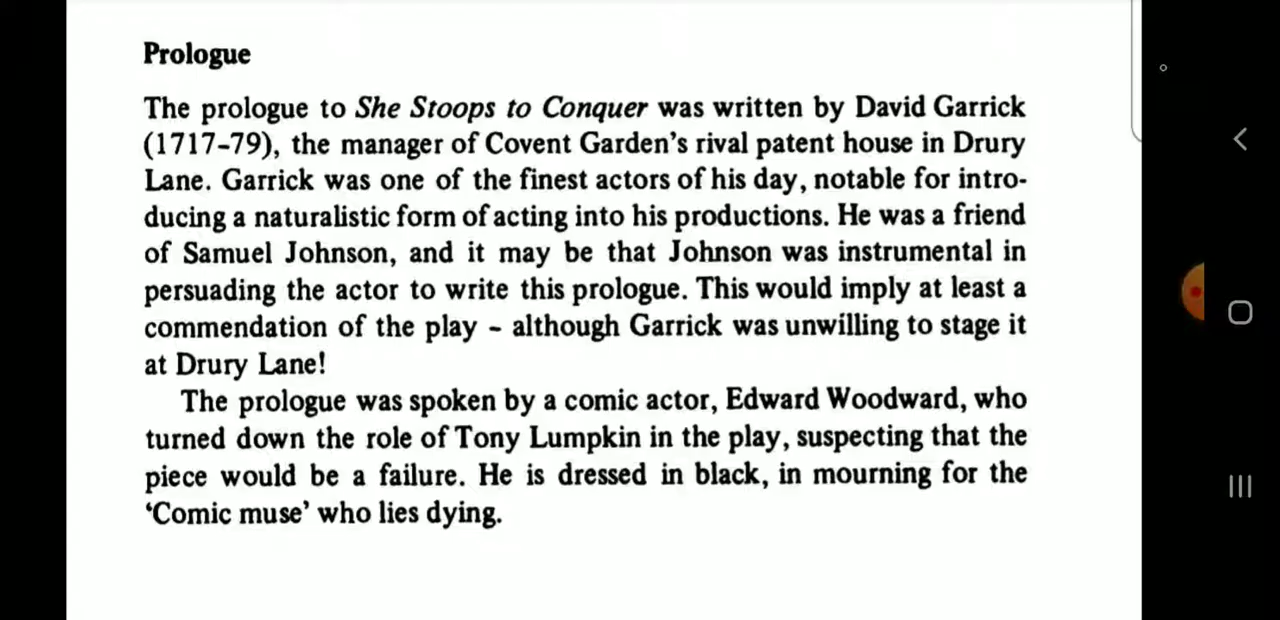 Prologue
The prologue to She Stoops to Conquer was written by David Garrick
(1717–79), the manager of Covent Garden's rival patent house in Drury
Lane. Garrick was one of the finest actors of his day, notable for intro-
ducing a naturalistic form of acting into his productions. He was a friend
of Samuel Johnson, and it may be that Johnson was instrumental in
persuading the actor to write this prologue. This would imply at least a
commendation of the play – although Garrick was unwilling to stage it
at Drury Lane!
The prologue was spoken by a comic actor, Edward Woodward, who
turned down the role of Tony Lumpkin in the play, suspecting that the
piece would be a failure. He is dressed in black, in mourning for the
‘Comic muse’ who lies dying.